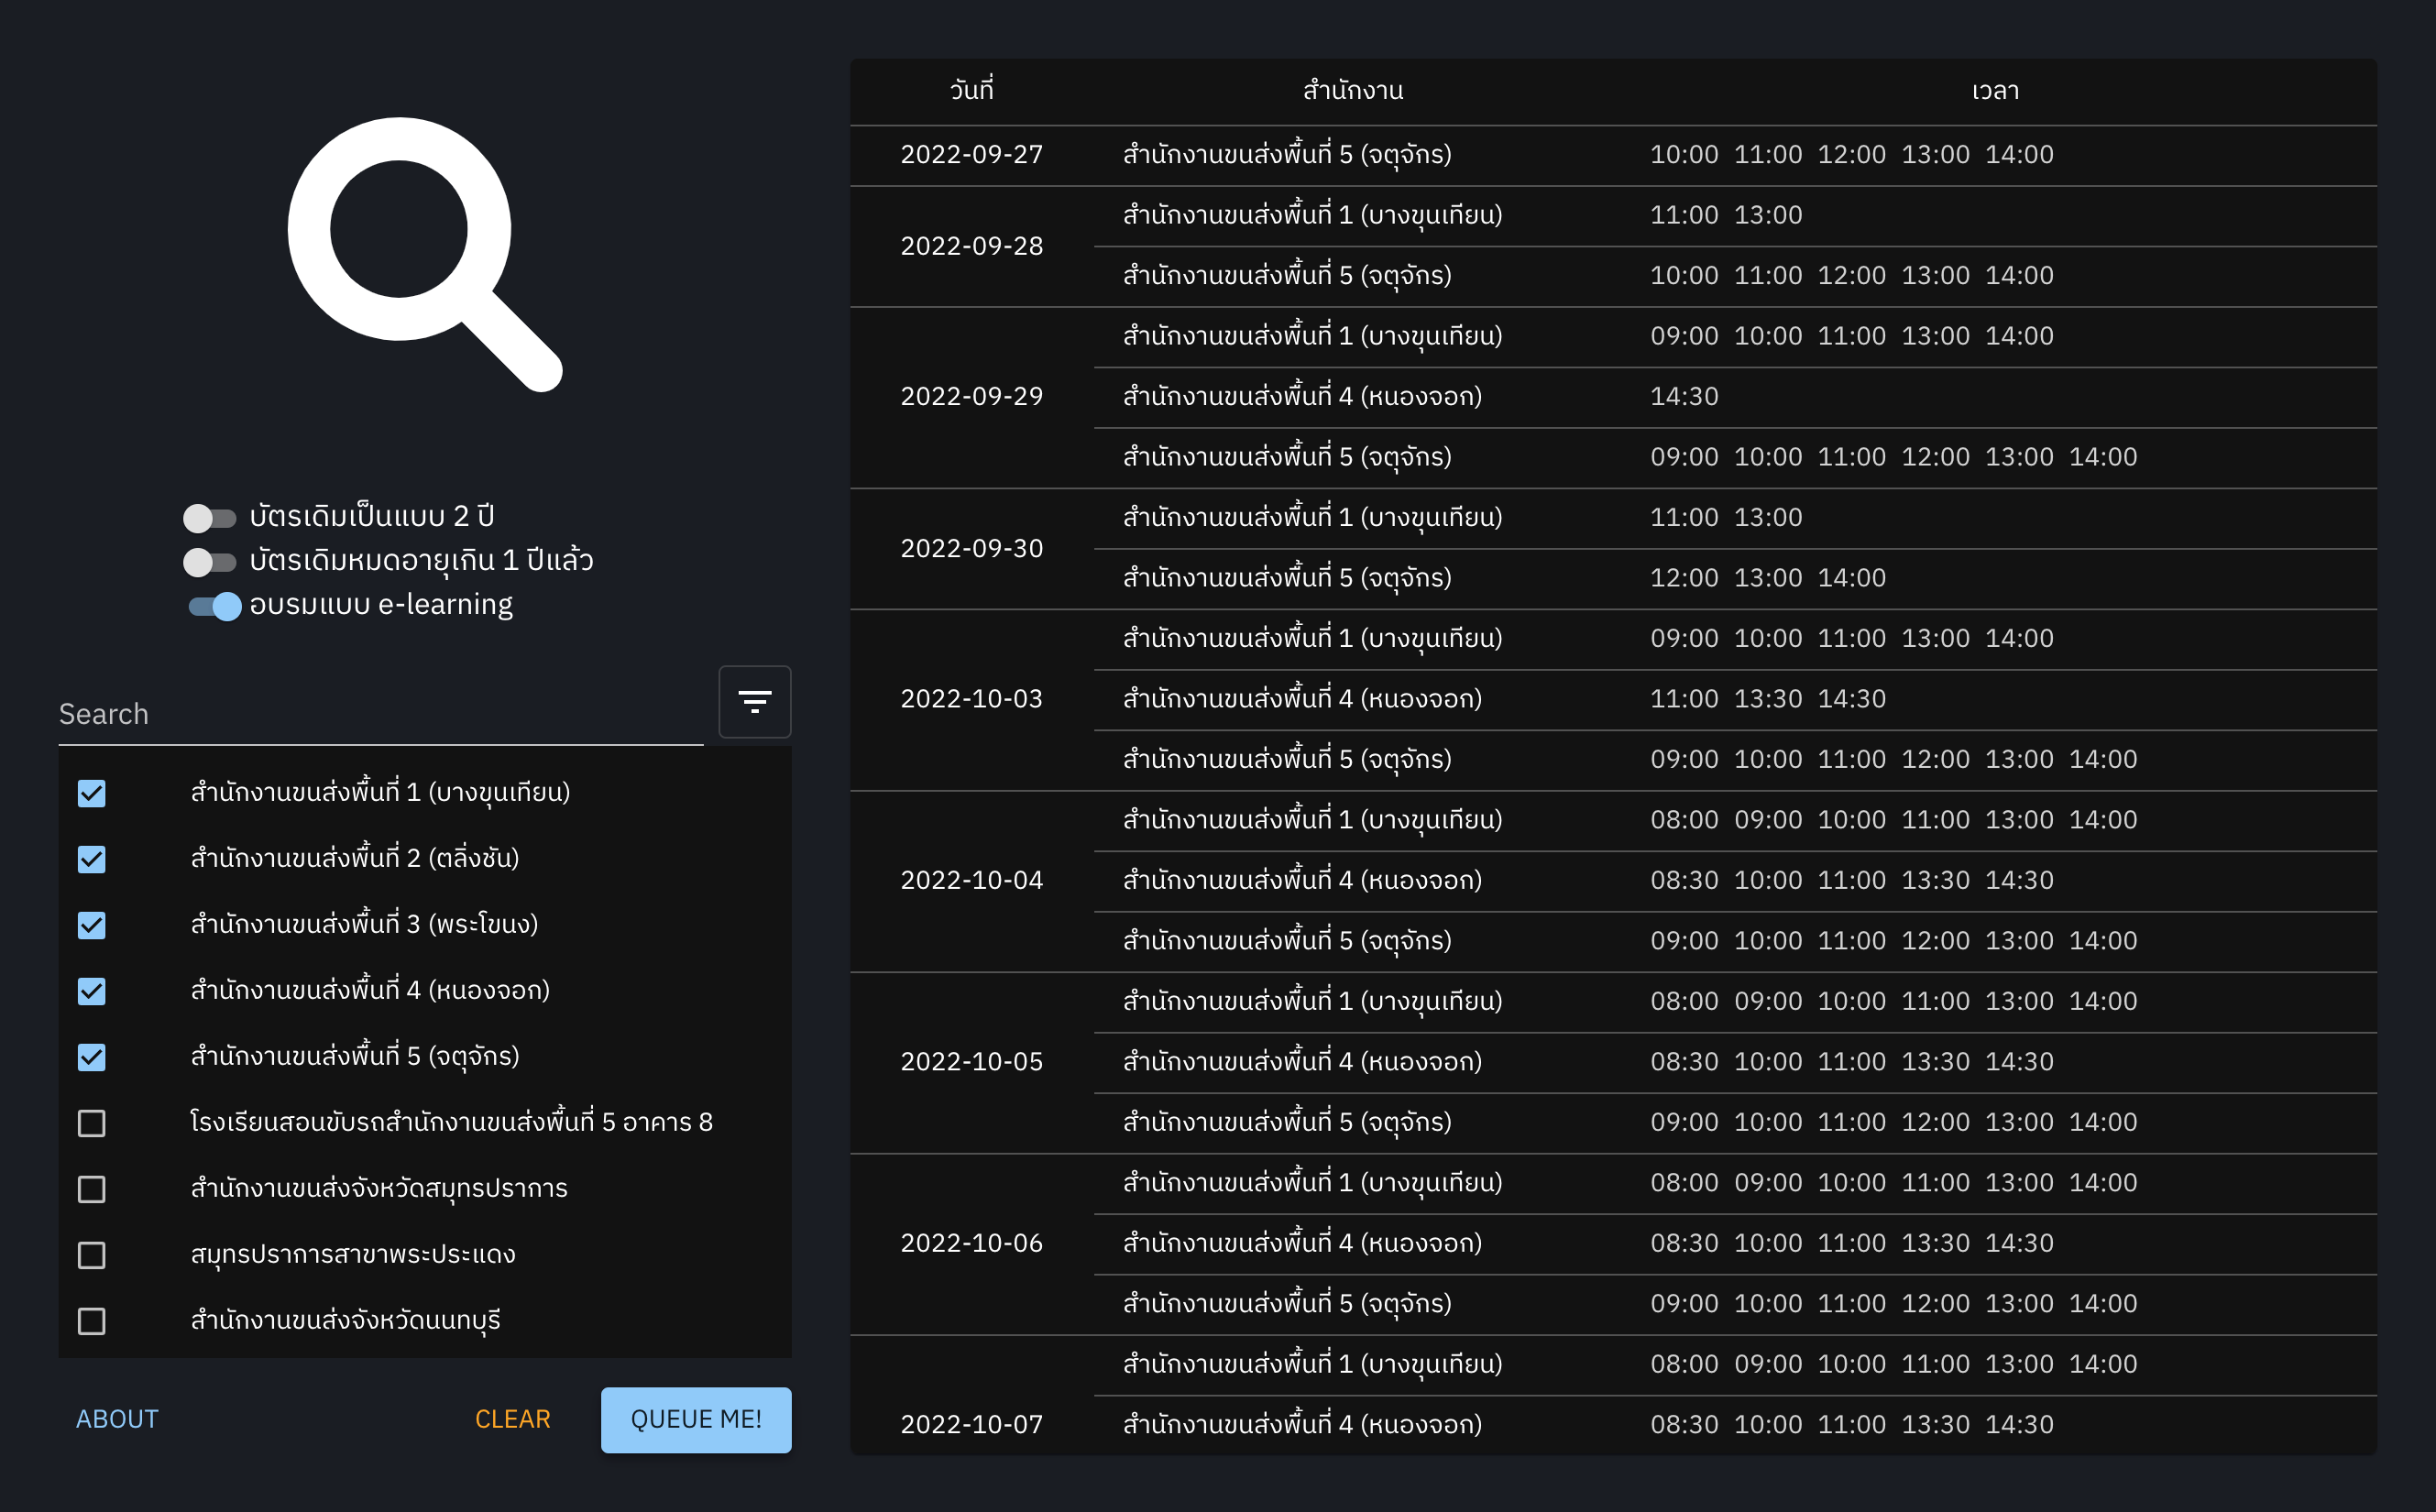 บัตรเดิมเป็นแบบ 2 ปี
บัตรเดิมหมดอายุเกิน 1 ปีแล้ว
อบรมแบบ e-learning
Search
สำนักงานขนส่งพื้นที่ 1 (บางขุนเทียน)
สำนักงานขนส่งพื้นที่ 2 (ตลิ่งชัน)
สำนักงานขนส่งพื้นที่ 3 (พระโขนง)
สำนักงานขนส่งพื้นที่ 4 (หนองจอก)
สำนักงานขนส่งพื้นที่ 5 (จตุจักร)
โรงเรียนสอนขับรถสำนักงานขนส่งพื้นที่ 5 อาคาร 8
สำนักงานขนส่งจังหวัดสมุทรปราการ
สมุทรปราการสาขาพระประแดง
สำนักงานขนส่งจังหวัดนนทบุรี
ABOUT CLEAR QUEUE ME!
วันที่ สำนักงาน เวลา
2022-09-27 สำนักงานขนส่งพื้นที่ 5 (จตุจักร) 10:00 11:00 12:00 13:00 14:00
2022-09-28 สำนักงานขนส่งพื้นที่ 1 (บางขุนเทียน) 11:00 13:00
สำนักงานขนส่งพื้นที่ 5 (จตุจักร) 10:00 11:00 12:00 13:00 14:00
2022-09-29 สำนักงานขนส่งพื้นที่ 1 (บางขุนเทียน) 09:00 10:00 11:00 13:00 14:00
สำนักงานขนส่งพื้นที่ 4 (หนองจอก) 14:30
สำนักงานขนส่งพื้นที่ 5 (จตุจักร) 09:00 10:00 11:00 12:00 13:00 14:00
2022-09-30 สำนักงานขนส่งพื้นที่ 1 (บางขุนเทียน) 11:00 13:00
สำนักงานขนส่งพื้นที่ 5 (จตุจักร) 12:00 13:00 14:00
2022-10-03 สำนักงานขนส่งพื้นที่ 1 (บางขุนเทียน) 09:00 10:00 11:00 13:00 14:00
สำนักงานขนส่งพื้นที่ 4 (หนองจอก) 11:00 13:30 14:30
สำนักงานขนส่งพื้นที่ 5 (จตุจักร) 09:00 10:00 11:00 12:00 13:00 14:00
2022-10-04 สำนักงานขนส่งพื้นที่ 1 (บางขุนเทียน) 08:00 09:00 10:00 11:00 13:00 14:00
สำนักงานขนส่งพื้นที่ 4 (หนองจอก) 08:30 10:00 11:00 13:30 14:30
สำนักงานขนส่งพื้นที่ 5 (จตุจักร) 09:00 10:00 11:00 12:00 13:00 14:00
2022-10-05 สำนักงานขนส่งพื้นที่ 1 (บางขุนเทียน) 08:00 09:00 10:00 11:00 13:00 14:00
สำนักงานขนส่งพื้นที่ 4 (หนองจอก) 08:30 10:00 11:00 13:30 14:30
สำนักงานขนส่งพื้นที่ 5 (จตุจักร) 09:00 10:00 11:00 12:00 13:00 14:00
2022-10-06 สำนักงานขนส่งพื้นที่ 1 (บางขุนเทียน) 08:00 09:00 10:00 11:00 13:00 14:00
สำนักงานขนส่งพื้นที่ 4 (หนองจอก) 08:30 10:00 11:00 13:30 14:30
สำนักงานขนส่งพื้นที่ 5 (จตุจักร) 09:00 10:00 11:00 12:00 13:00 14:00
2022-10-07 สำนักงานขนส่งพื้นที่ 1 (บางขุนเทียน) 08:00 09:00 10:00 11:00 13:00 14:00
สำนักงานขนส่งพื้นที่ 4 (หนองจอก) 08:30 10:00 11:00 13:30 14:30